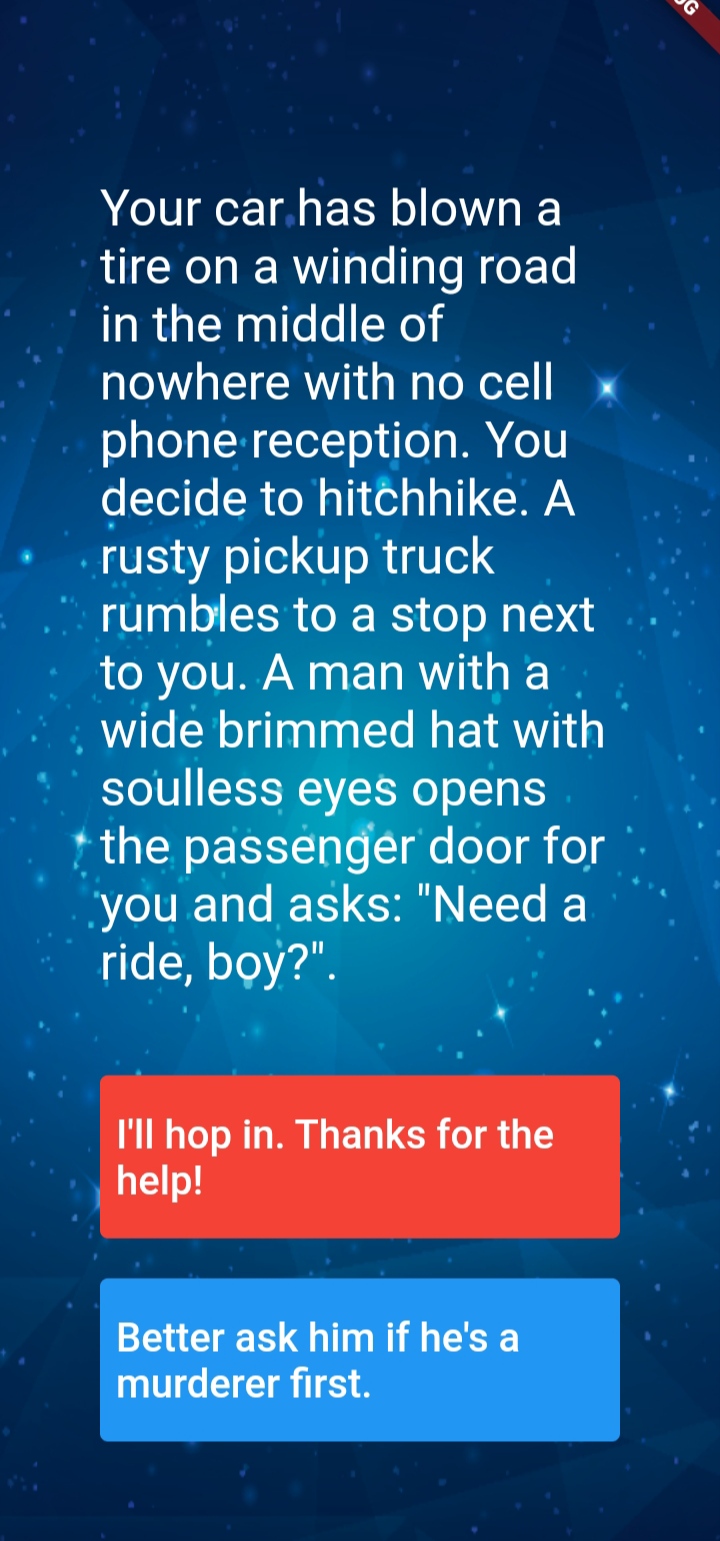 Your car has blown a
tire on a winding road
in the middle of
nowhere with no cell
phone reception. You
decide to hitchhike. A
rusty pickup truck
rumbles to a stop next
to you. A man with a
wide brimmed hat with
soulless eyes opens
the passenger door for
you and asks: "Need a
ride, boy?".
I'll hop in. Thanks for the
help!
Better ask him if he's a
murderer first.